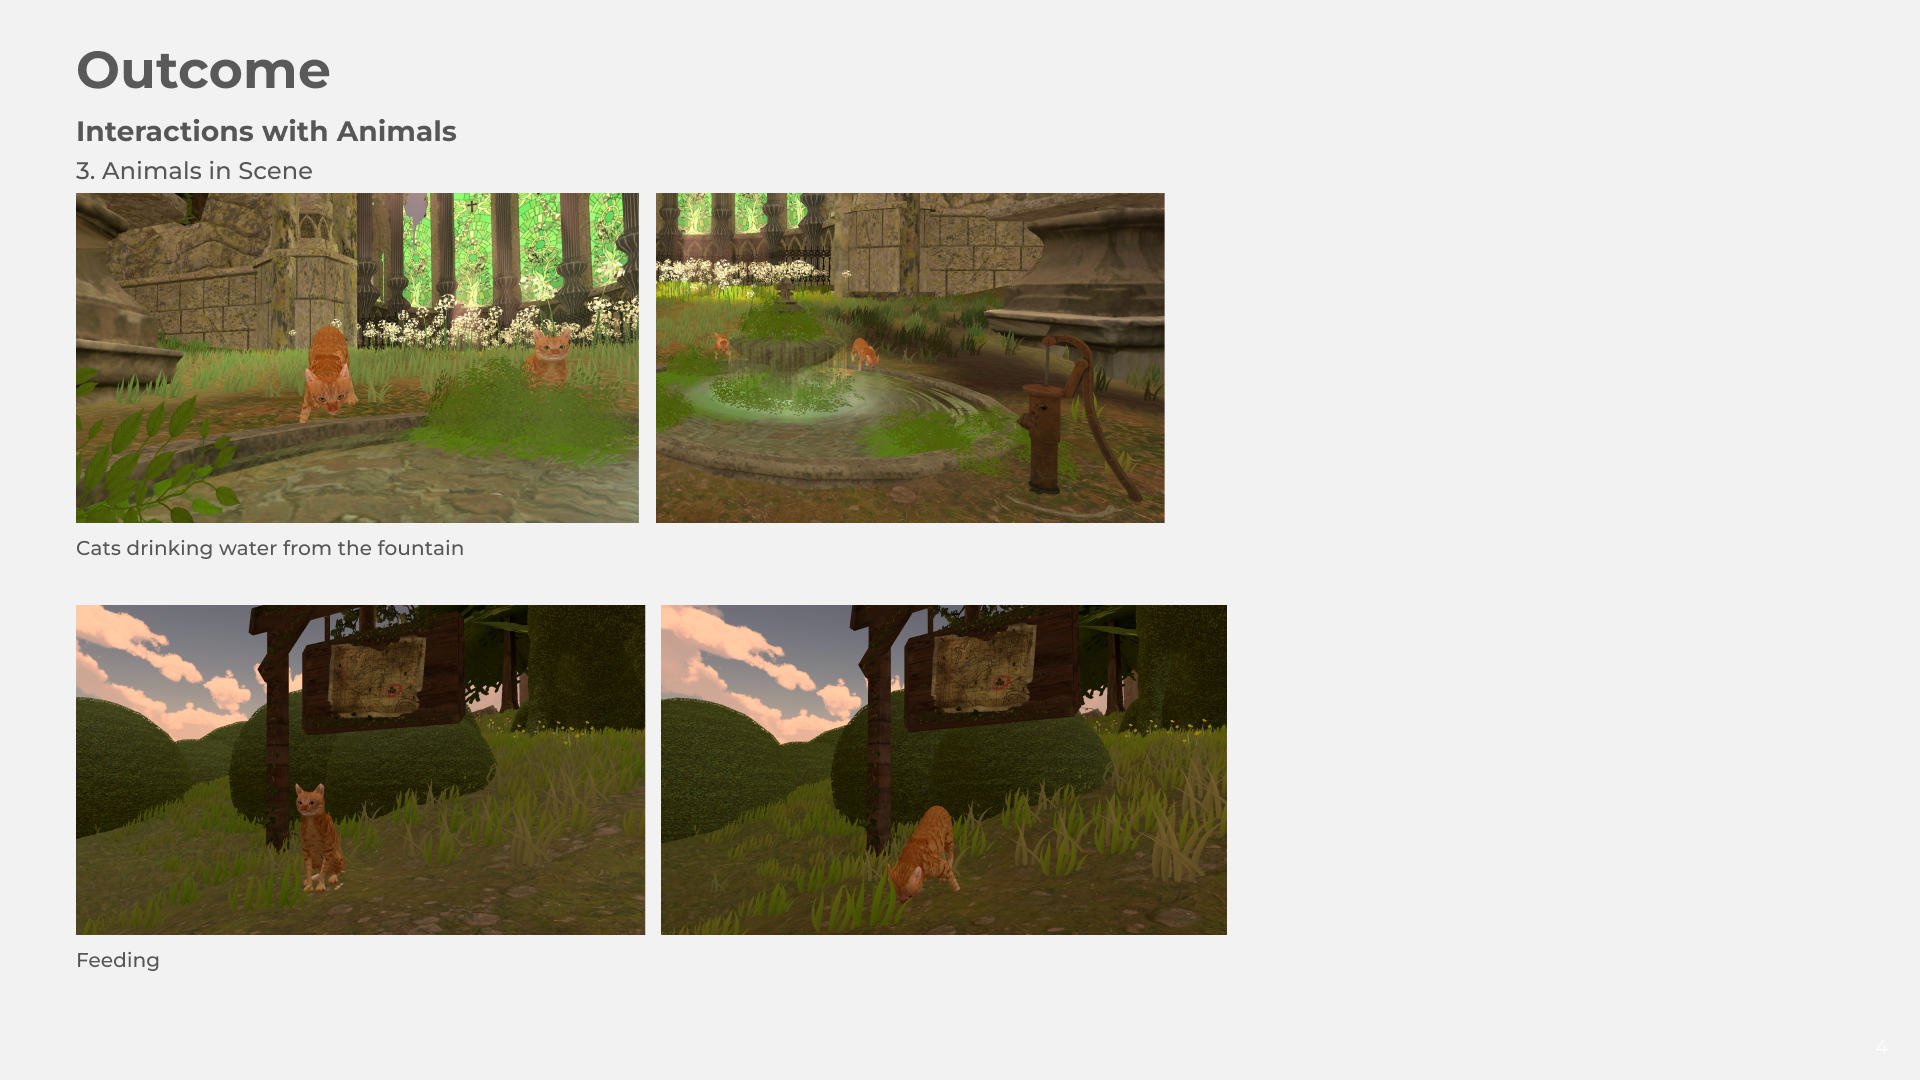 Outcome
Interactions with Animals
3. Animals in Scene
Cats drinking water from the fountain
Feeding
4